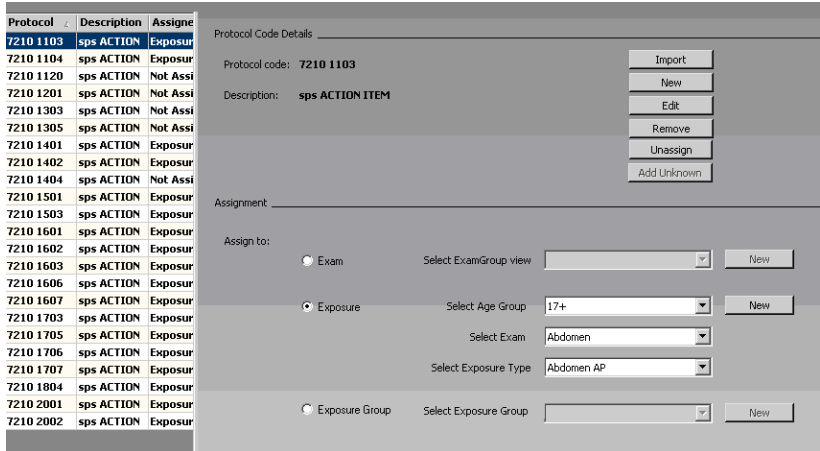 Protocol Description Assigne
7210 1103 sps ACTION Exposur
7210 1104 sps ACTION Exposur
7210 1120 sps ACTION Not Assi
7210 1201 sps ACTION Not Assi
7210 1303 sps ACTION Not Assi
7210 1305 sps ACTION Not Assi
7210 1401 sps ACTION Exposur
7210 1402 sps ACTION Exposur
7210 1404 sps ACTION Not Assi
7210 1501 sps ACTION Exposur
7210 1503 sps ACTION Exposur
7210 1601 sps ACTION Exposur
7210 1602 sps ACTION Exposur
7210 1603 sps ACTION Exposur
7210 1606 sps ACTION Exposur
7210 1607 sps ACTION Exposur
7210 1703 sps ACTION Exposur
7210 1705 sps ACTION Exposur
7210 1706 sps ACTION Exposur
7210 1707 sps ACTION Exposur
7210 1804 sps ACTION Exposur
7210 2001 sps ACTION Exposur
7210 2002 sps ACTION Exposur
Protocol Code Details
Protocol code: 7210 1103
Description: sps ACTION ITEM
Import
New
Edit
Remove
Unassign
Add Unknown
Assignment
Assign to:
Exam Select ExamGroup view New
Exposure Select Age Group 17+ New
Select Exam Abdomen
Select Exposure Type Abdomen AP
Exposure Group Select Exposure Group New